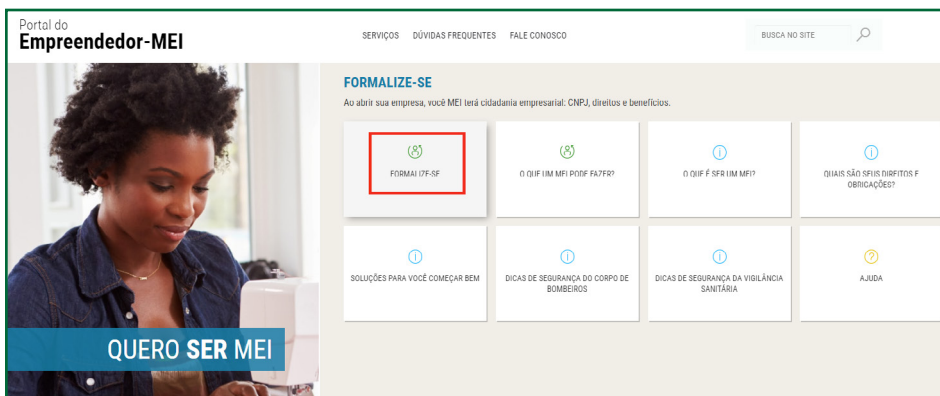 Portal do
Empreendedor-MEI
SERVIÇOS DÚVIDAS FREQUENTES FALE CONOSCO
BUSCA NO SITE
FORMALIZE-SE
Ao abrir sua empresa, você MEI terá cidadania empresarial: CNPJ, direitos e benefícios.
FORMALIZE-SE
O QUE UM MEI PODE FAZER?
O QUE É SER UM MEI?
QUAIS SÃO SEUS DIREITOS E
OBRIGAÇÕES?
SOLUÇÕES PARA VOCÊ COMEÇAR BEM
DICAS DE SEGURANÇA DO CORPO DE
BOMBEIROS
DICAS DE SEGURANÇA DA VIGILÂNCIA
SANITÁRIA
AJUDA
QUERO SER MEI